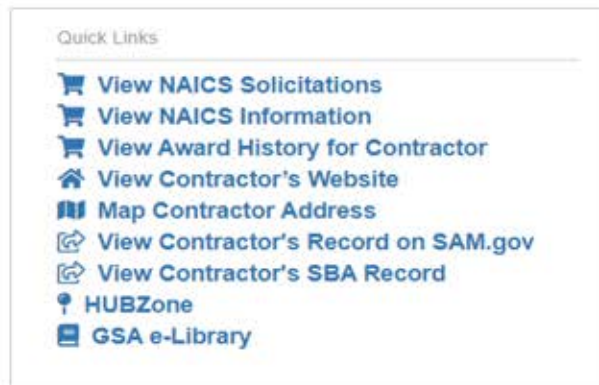 Quick Links
View NAICS Solicitations
View NAICS Information
View Award History for Contractor
View Contractor's Website
Map Contractor Address
View Contractor's Record on SAM.gov
View Contractor's SBA Record
HUBZone
GSA e-Library